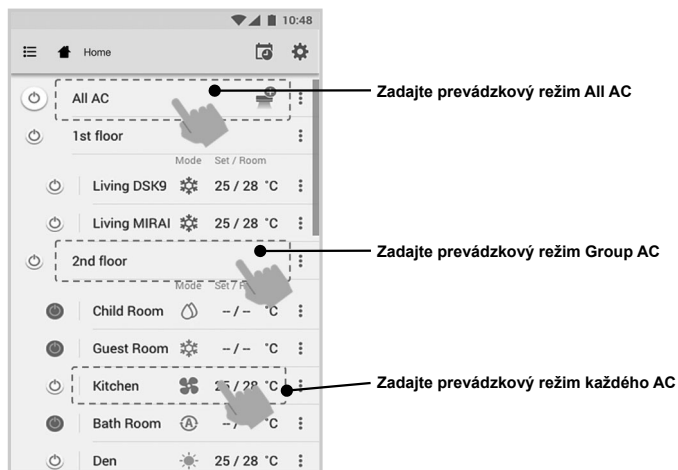 10:48
Home
All AC
Zadajte prevádzkový režim All AC
1st floor
Mode Set / Room
Living DSK9 25 / 28 °C
Living MIRAI 25 / 28 °C
Zadajte prevádzkový režim Group AC
2nd floor
Mode Set /
Child Room -- / -- °C
Guest Room -- / -- °C
Zadajte prevádzkový režim každého AC
Kitchen 25 / 28 °C
Bath Room A -- / °C
Den 25 / 28 °C